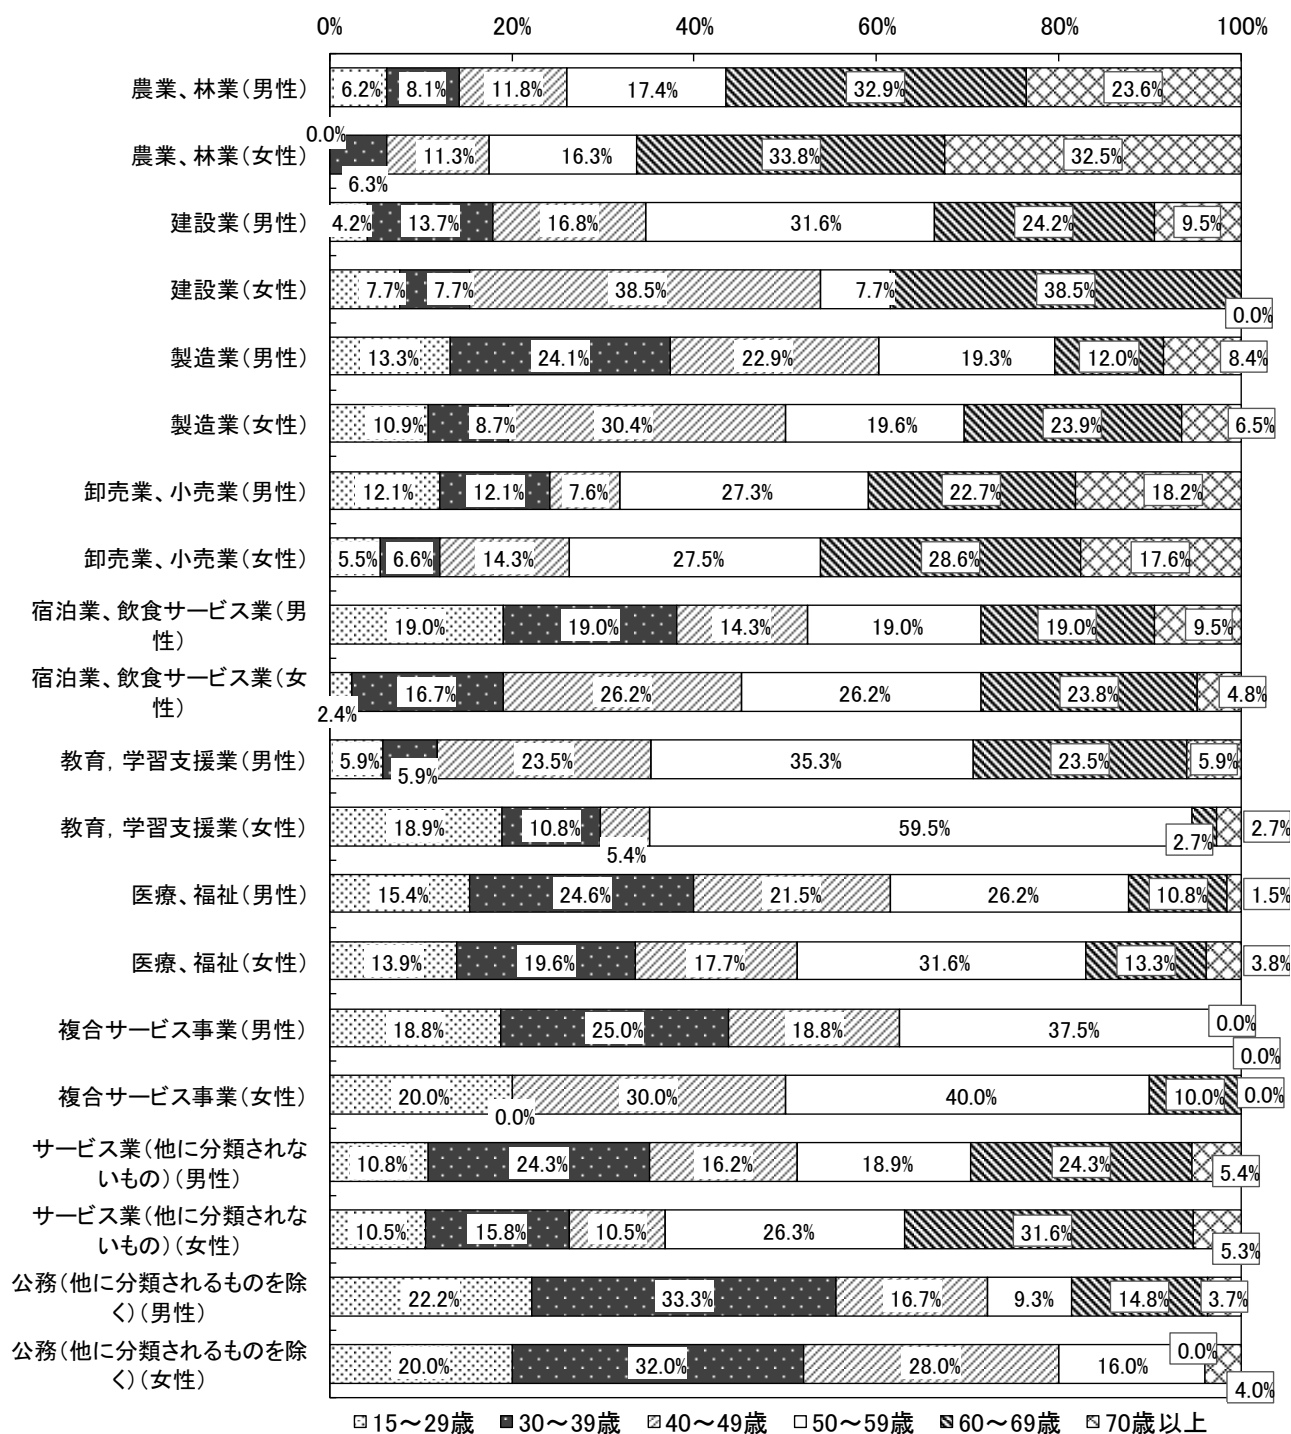 0% 20% 40% 60% 80% 100%
農業、林業(男性) 6.2% 8.1% 11.8% 17.4% 32.9% 23.6%
農業、林業(女性) 0.0% 6.3% 11.3% 16.3% 33.8% 32.5%
建設業(男性) 4.2% 13.7% 16.8% 31.6% 24.2% 9.5%
建設業(女性) 7.7% 7.7% 38.5% 7.7% 38.5% 0.0%
製造業(男性) 13.3% 24.1% 22.9% 19.3% 12.0% 8.4%
製造業(女性) 10.9% 8.7% 30.4% 19.6% 23.9% 6.5%
卸売業、小売業(男性) 12.1% 12.1% 7.6% 27.3% 22.7% 18.2%
卸売業、小売業(女性) 5.5% 6.6% 14.3% 27.5% 28.6% 17.6%
宿泊業、飲食サービス業(男
性) 19.0% 19.0% 14.3% 19.0% 19.0% 9.5%
宿泊業、飲食サービス業(女
性) 2.4% 16.7% 26.2% 26.2% 23.8% 4.8%
教育, 学習支援業(男性) 5.9% 5.9% 23.5% 35.3% 23.5% 5.9%
教育, 学習支援業(女性) 18.9% 10.8% 5.4% 59.5% 2.7% 2.7%
医療、福祉(男性) 15.4% 24.6% 21.5% 26.2% 10.8% 1.5%
医療、福祉(女性) 13.9% 19.6% 17.7% 31.6% 13.3% 3.8%
複合サービス事業(男性) 18.8% 25.0% 18.8% 37.5% 0.0% 0.0%
複合サービス事業(女性) 20.0% 0.0% 30.0% 40.0% 10.0% 0.0%
サービス業(他に分類されな
いもの)(男性) 10.8% 24.3% 16.2% 18.9% 24.3% 5.4%
サービス業(他に分類されな
いもの)(女性) 10.5% 15.8% 10.5% 26.3% 31.6% 5.3%
公務(他に分類されるものを除
く)(男性) 22.2% 33.3% 16.7% 9.3% 14.8% 3.7%
公務(他に分類されるものを除
く)(女性) 20.0% 32.0% 28.0% 16.0% 0.0% 4.0%
15～29歳 30～39歳 40～49歳 50～59歳 60～69歳 70歳以上